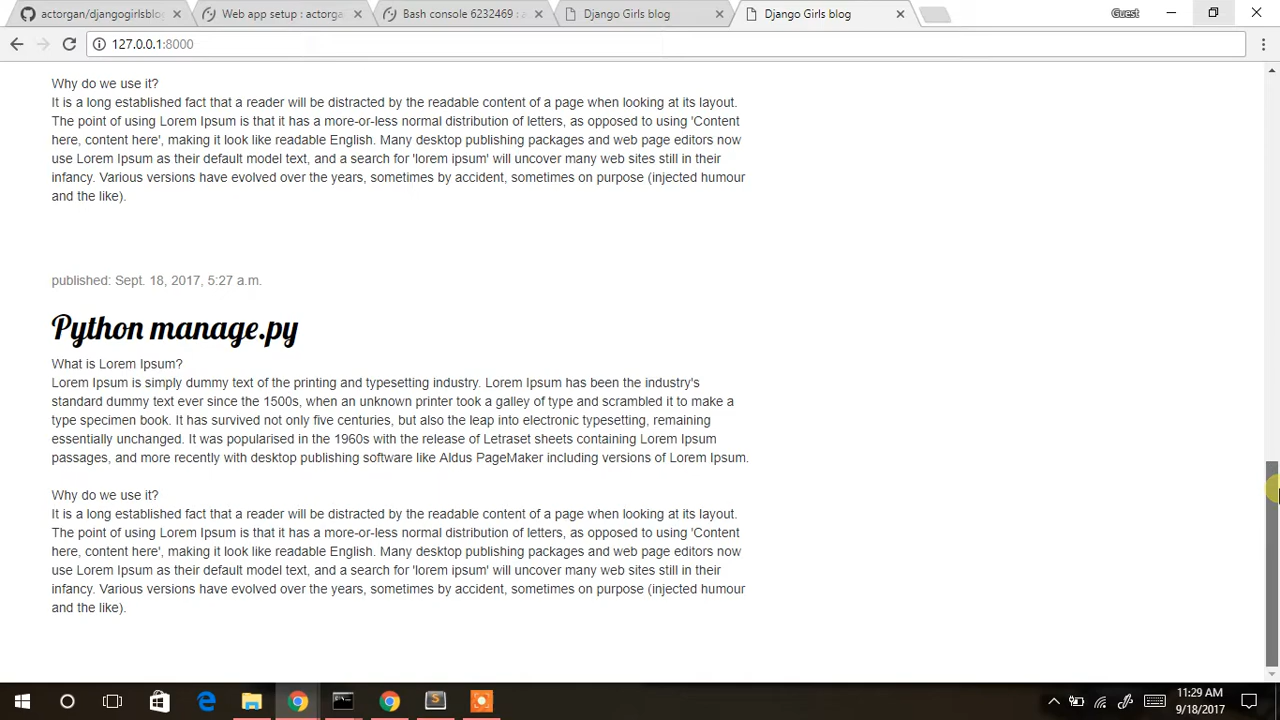 actorgan/djangogirlsblo
Web app setup : actorga
Bash console 6232469 : a
Django Girls blog
Django Girls blog
Guest
127.0.0.1:8000
Why do we use it?
It is a long established fact that a reader will be distracted by the readable content of a page when looking at its layout.
The point of using Lorem Ipsum is that it has a more-or-less normal distribution of letters, as opposed to using 'Content
here, content here', making it look like readable English. Many desktop publishing packages and web page editors now
use Lorem Ipsum as their default model text, and a search for 'lorem ipsum' will uncover many web sites still in their
infancy. Various versions have evolved over the years, sometimes by accident, sometimes on purpose (injected humour
and the like).
published: Sept. 18, 2017, 5:27 a.m.
Python manage.py
What is Lorem Ipsum?
Lorem Ipsum is simply dummy text of the printing and typesetting industry. Lorem Ipsum has been the industry's
standard dummy text ever since the 1500s, when an unknown printer took a galley of type and scrambled it to make a
type specimen book. It has survived not only five centuries, but also the leap into electronic typesetting, remaining
essentially unchanged. It was popularised in the 1960s with the release of Letraset sheets containing Lorem Ipsum
passages, and more recently with desktop publishing software like Aldus PageMaker including versions of Lorem Ipsum.
Why do we use it?
It is a long established fact that a reader will be distracted by the readable content of a page when looking at its layout.
The point of using Lorem Ipsum is that it has a more-or-less normal distribution of letters, as opposed to using 'Content
here, content here', making it look like readable English. Many desktop publishing packages and web page editors now
use Lorem Ipsum as their default model text, and a search for 'lorem ipsum' will uncover many web sites still in their
infancy. Various versions have evolved over the years, sometimes by accident, sometimes on purpose (injected humour
and the like).
11:29 AM
9/18/2017